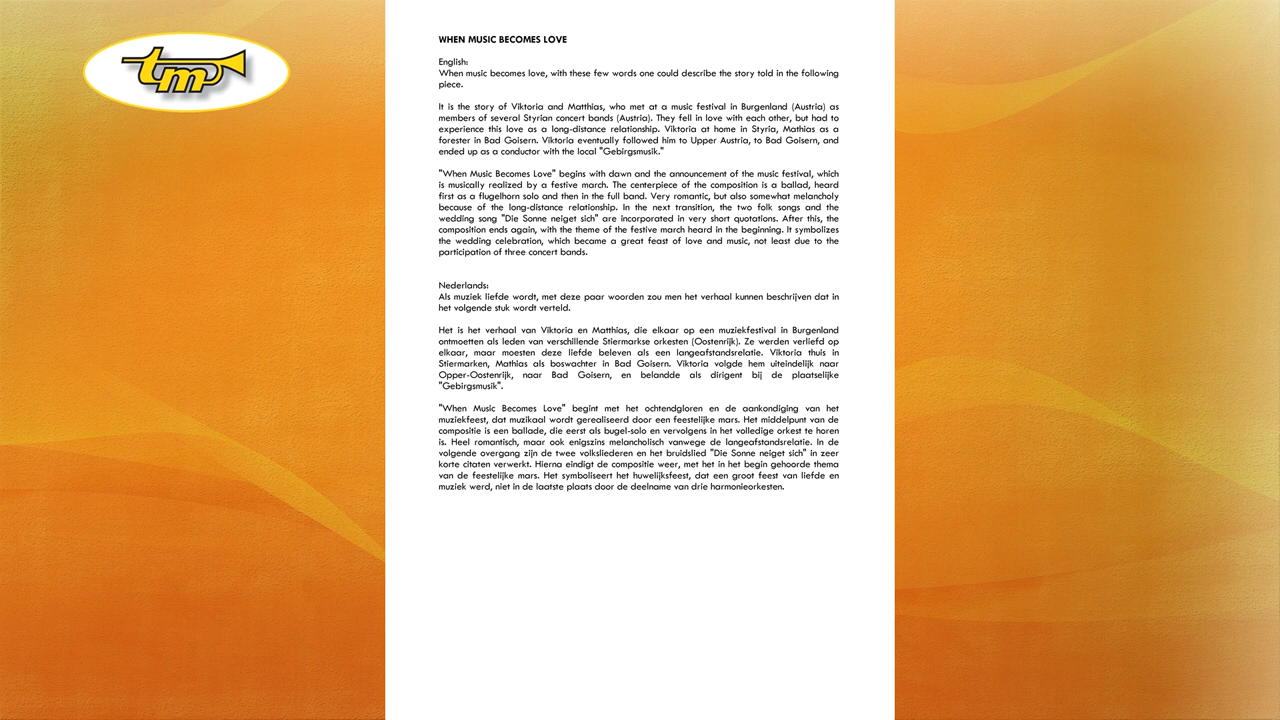 tm
WHEN MUSIC BECOMES LOVE
English:
When music becomes love, with these few words one could describe the story told in the following
piece.
It is the story of Viktoria and Matthias, who met at a music festival in Burgenland (Austria) as
members of several Styrian concert bands (Austria). They fell in love with each other, but had to
experience this love as a long-distance relationship. Viktoria at home in Styria, Mathias as a
forester in Bad Goisern. Viktoria eventually followed him to Upper Austria, to Bad Goisern, and
ended up as a conductor with the local "Gebirgsmusik."
"When Music Becomes Love" begins with dawn and the announcement of the music festival, which
is musically realized by a festive march. The centerpiece of the composition is a ballad, heard
first as a flugelhorn solo and then in the full band. Very romantic, but also somewhat melancholy
because of the long-distance relationship. In the next transition, the two folk songs and the
wedding song "Die Sonne neiget sich" are incorporated in very short quotations. After this, the
composition ends again, with the theme of the festive march heard in the beginning. It symbolizes
the wedding celebration, which became a great feast of love and music, not least due to the
participation of three concert bands.
Nederlands:
Als muziek liefde wordt, met deze paar woorden zou men het verhaal kunnen beschrijven dat in
het volgende stuk wordt verteld.
Het is het verhaal van Viktoria en Matthias, die elkaar op een muziekfestival in Burgenland
ontmoetten als leden van verschillende Stiermarkse orkesten (Oostenrijk). Ze werden verliefd op
elkaar, maar moesten deze liefde beleven als een langeafstandsrelatie. Viktoria thuis in
Stiermarken, Mathias als boswachter in Bad Goisern. Viktoria volgde hem uiteindelijk naar
Opper-Oostenrijk, naar Bad Goisern, en belandde als dirigent bij de plaatselijke
"Gebirgsmusik".
"When Music Becomes Love" begint met het ochtendgloren en de aankondiging van het
muziekfeest, dat muzikaal wordt gerealiseerd door een feestelijke mars. Het middelpunt van de
compositie is een ballade, die eerst als bugel-solo en vervolgens in het volledige orkest te horen
is. Heel romantisch, maar ook enigszins melancholisch vanwege de langeafstandsrelatie. In de
volgende overgang zijn de twee volksliederen en het bruidslied "Die Sonne neiget sich" in zeer
korte citaten verwerkt. Hierna eindigt de compositie weer, met het in het begin gehoorde thema
van de feestelijke mars. Het symboliseert het huwelijksfeest, dat een groot feest van liefde en
muziek werd, niet in de laatste plaats door de deelname van drie harmonieorkesten.